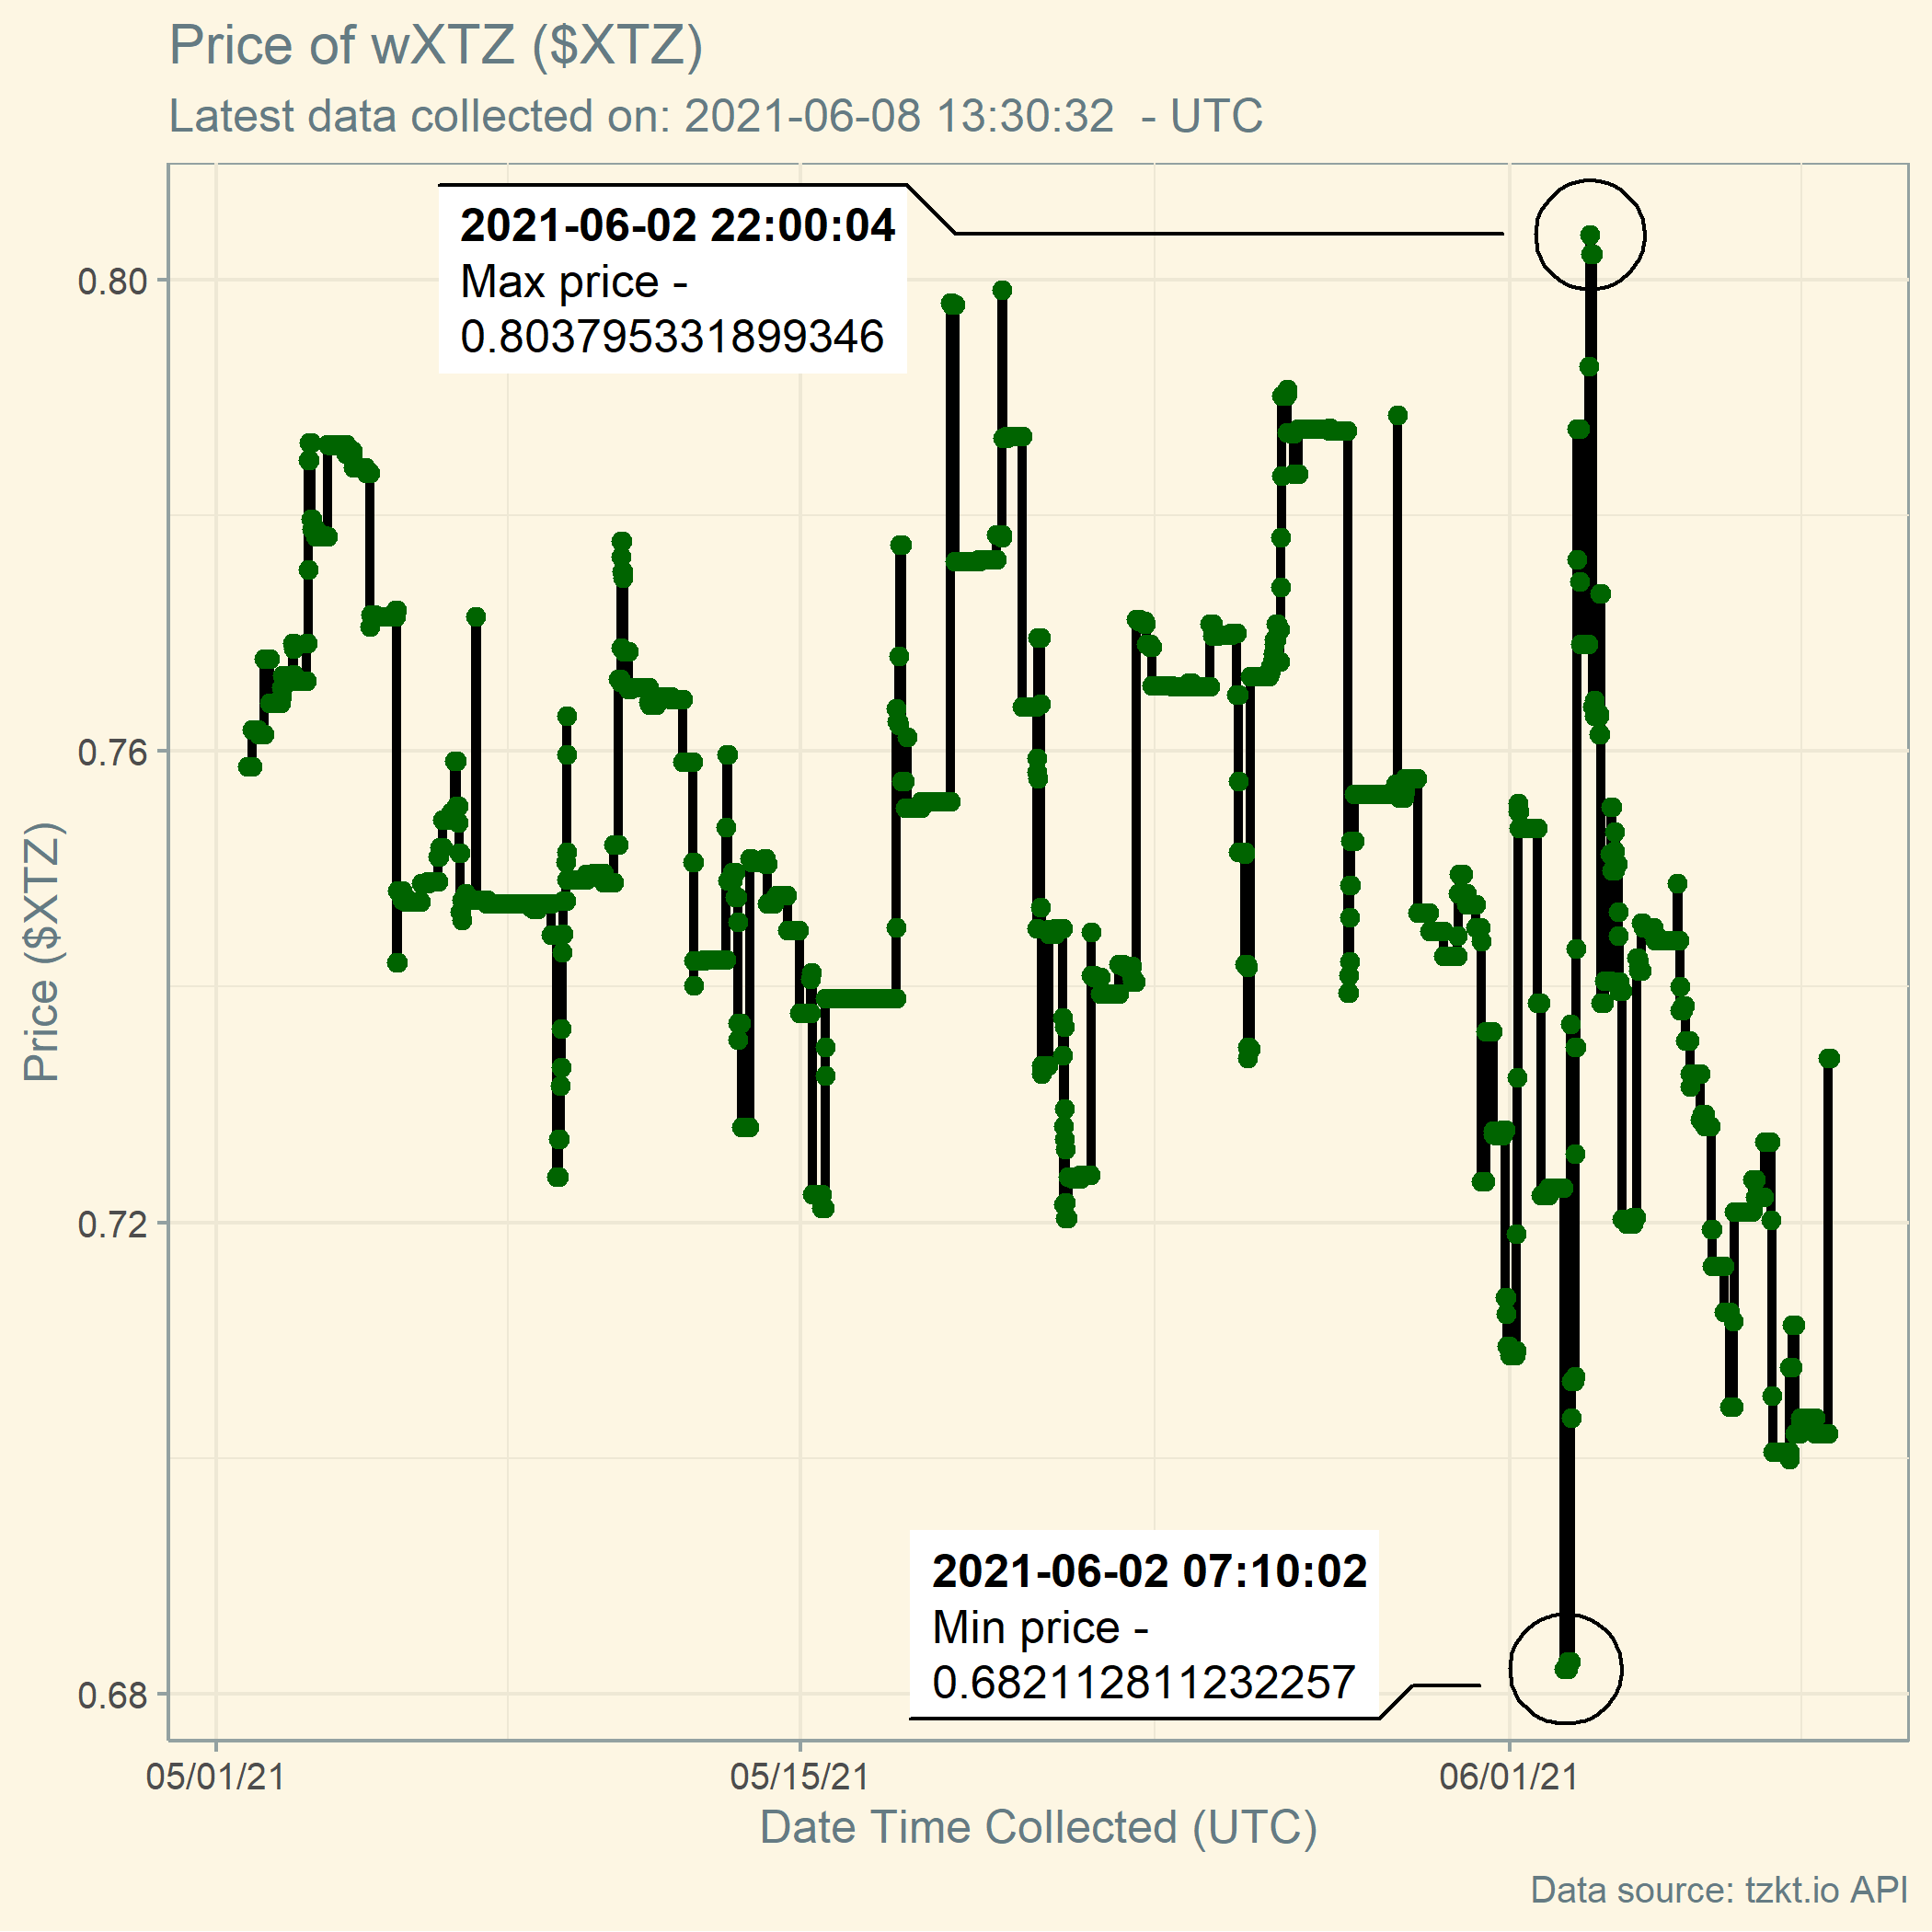 Price of wXTZ ($XTZ)
Latest data collected on: 2021-06-08 13:30:32  - UTC
2021-06-02 22:00:04
Max price -
0.803795331899346
0.80
0.76
0.72
0.68
Price ($XTZ)
2021-06-02 07:10:02
Min price -
0.682112811232257
05/01/21
05/15/21
06/01/21
Date Time Collected (UTC)
Data source: tzkt.io API